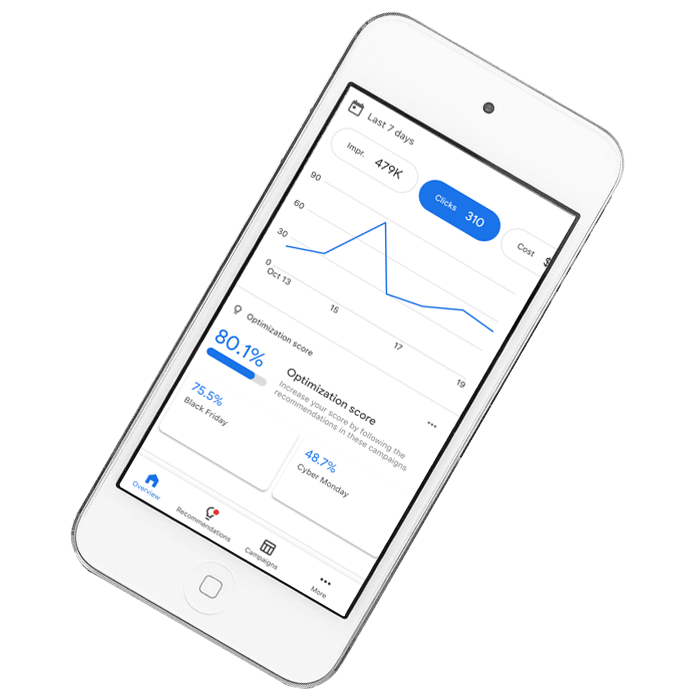 Last 7 days
Impr. 479K
Clicks 310
Cost $
90
60
30
0
Oct 13
15
17
19
Optimization score
80.1%
Optimization score
Increase your score by following the
recommendations in these campaigns
75.5%
Black Friday
48.7%
Cyber Monday
Overview
Recommendations
Campaigns
More